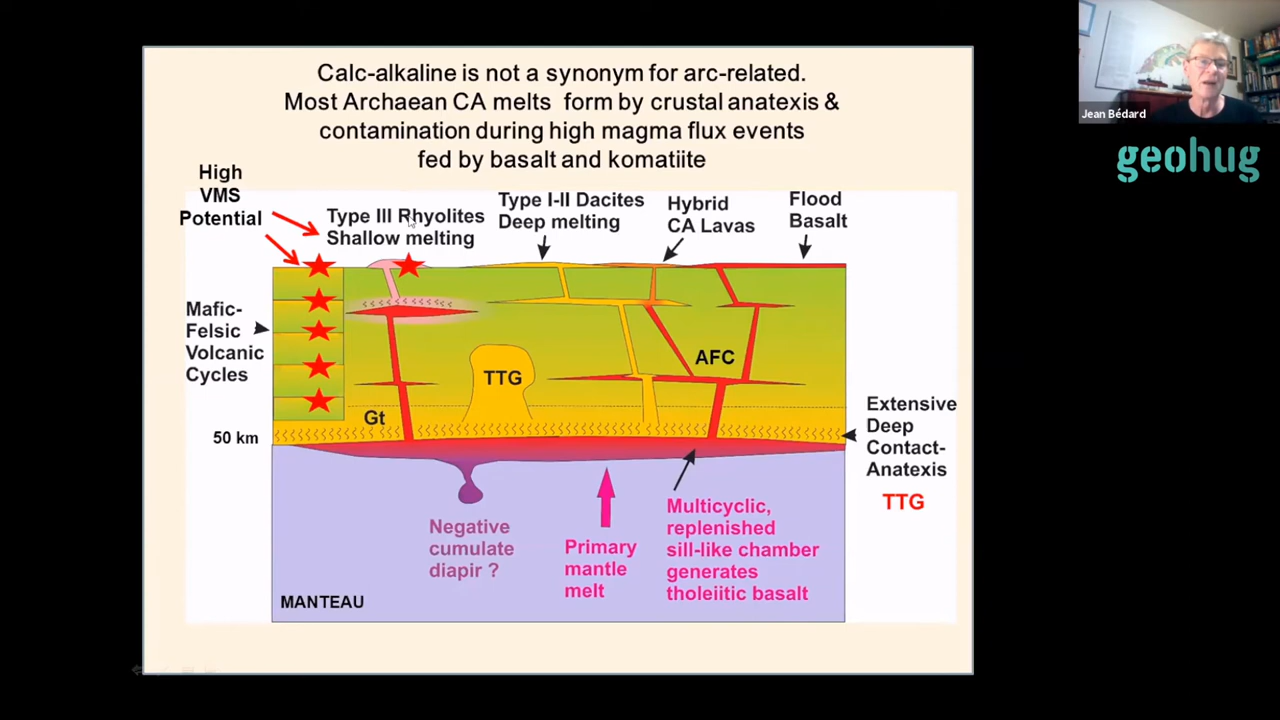 Calc-alkaline is not a synonym for arc-related.
Most Archaean CA melts form by crustal anatexis &
contamination during high magma flux events
fed by basalt and komatiite
High
VMS
Potential
Type III Rhyolites
Shallow melting
Type I-II Dacites
Deep melting
Hybrid
CA Lavas
Flood
Basalt
Mafic-
Felsic
Volcanic
Cycles
TTG
AFC
Gt
50 km
Extensive
Deep
Contact-
Anatexis
TTG
Negative
cumulate
diapir ?
Primary
mantle
melt
Multicyclic,
replenished
sill-like chamber
generates
tholeiitic basalt
MANTEAU
Jean Bédard
geohug